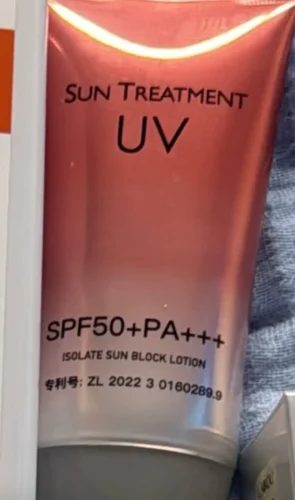 SUN TREATMENT
UV
SPF50+PA+++
ISOLATE SUN BLOCK LOTION
专利号: ZL 2022 3 0160289.9